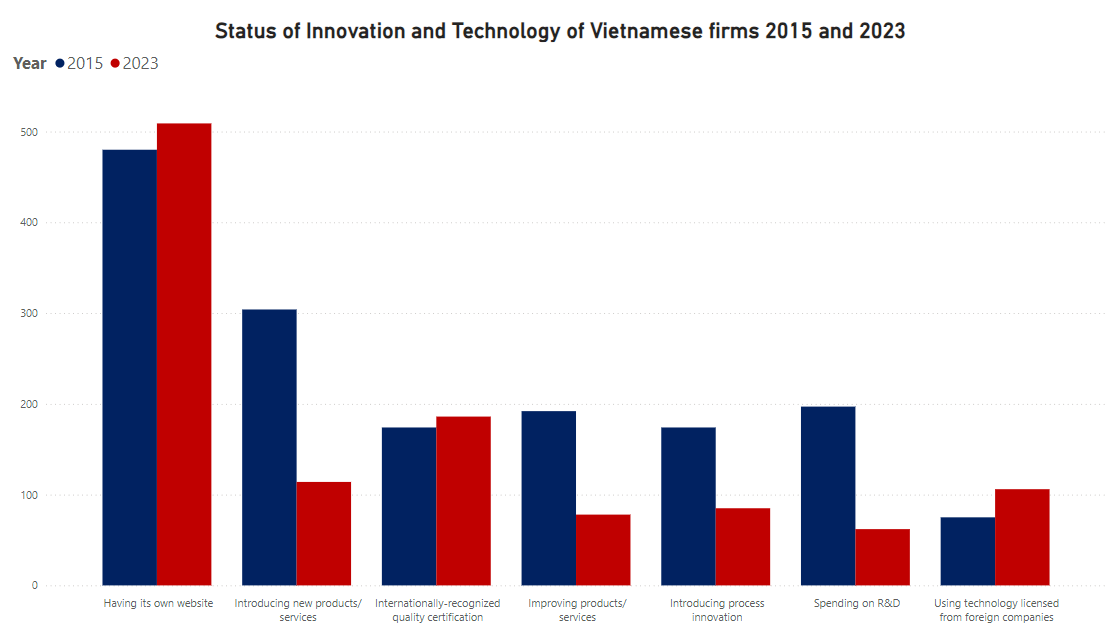 Status of Innovation and Technology of Vietnamese firms 2015 and 2023
Year 2015 2023
500
400
300
200
100
0
Having its own website
Introducing new products/
services
Internationally-recognized
quality certification
Improving products/
services
Introducing process
innovation
Spending on R&D
Using technology licensed
from foreign companies